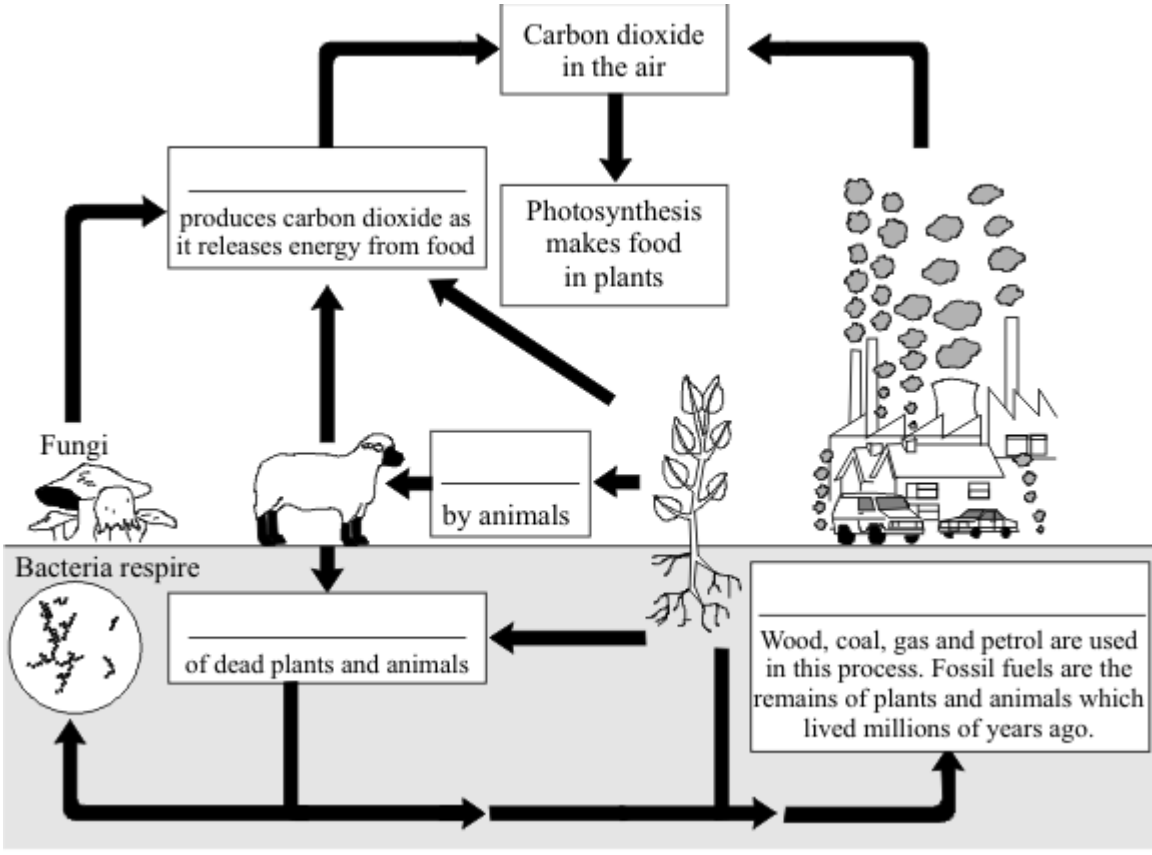 Carbon dioxide
in the air
produces carbon dioxide as
it releases energy from food
Photosynthesis
makes food
in plants
Fungi
by animals
Bacteria respire
of dead plants and animals
Wood, coal, gas and petrol are used
in this process. Fossil fuels are the
remains of plants and animals which
lived millions of years ago.